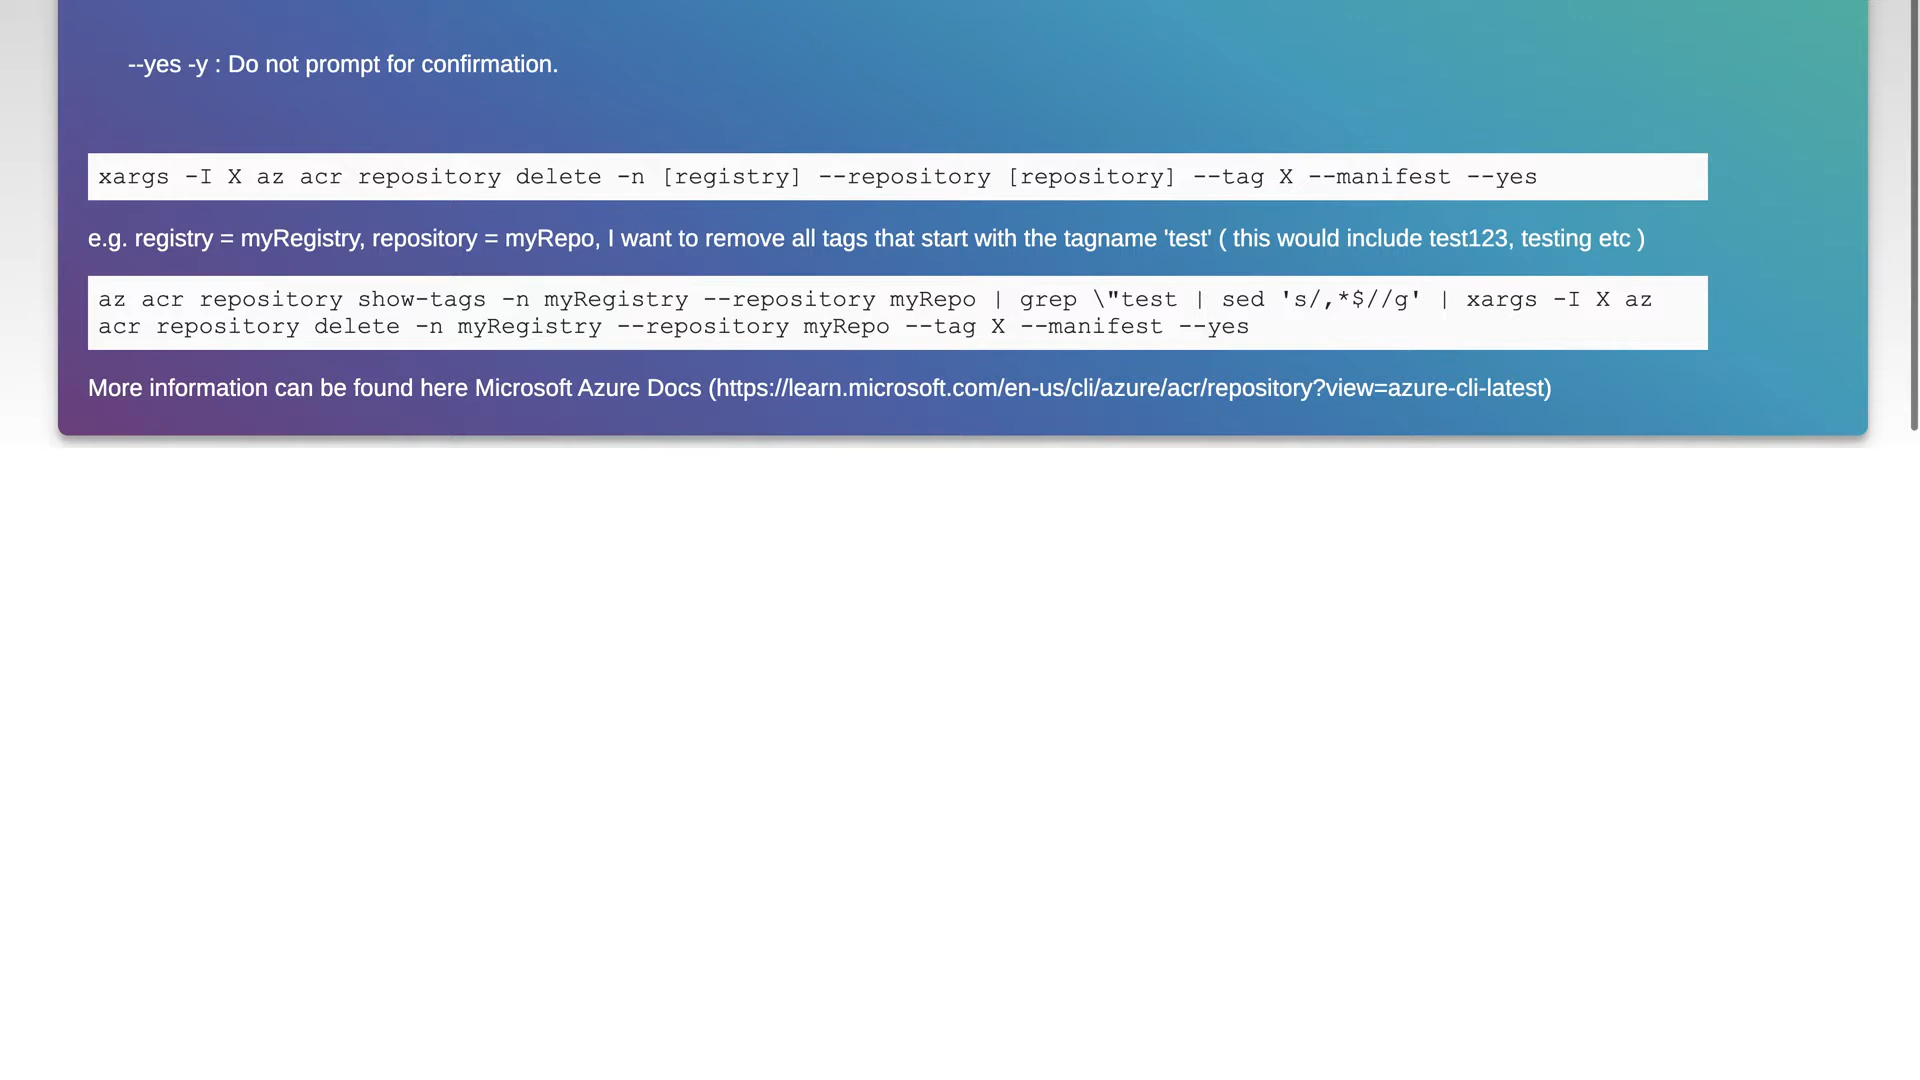 --yes -y : Do not prompt for confirmation.
xargs -I X az acr repository delete -n [registry] --repository [repository] --tag X --manifest --yes
e.g. registry = myRegistry, repository = myRepo, I want to remove all tags that start with the tagname 'test' ( this would include test123, testing etc )
az acr repository show-tags -n myRegistry --repository myRepo | grep \"test | sed 's/,*$//g' | xargs -I X az
acr repository delete -n myRegistry --repository myRepo --tag X --manifest --yes
More information can be found here Microsoft Azure Docs (https://learn.microsoft.com/en-us/cli/azure/acr/repository?view=azure-cli-latest)